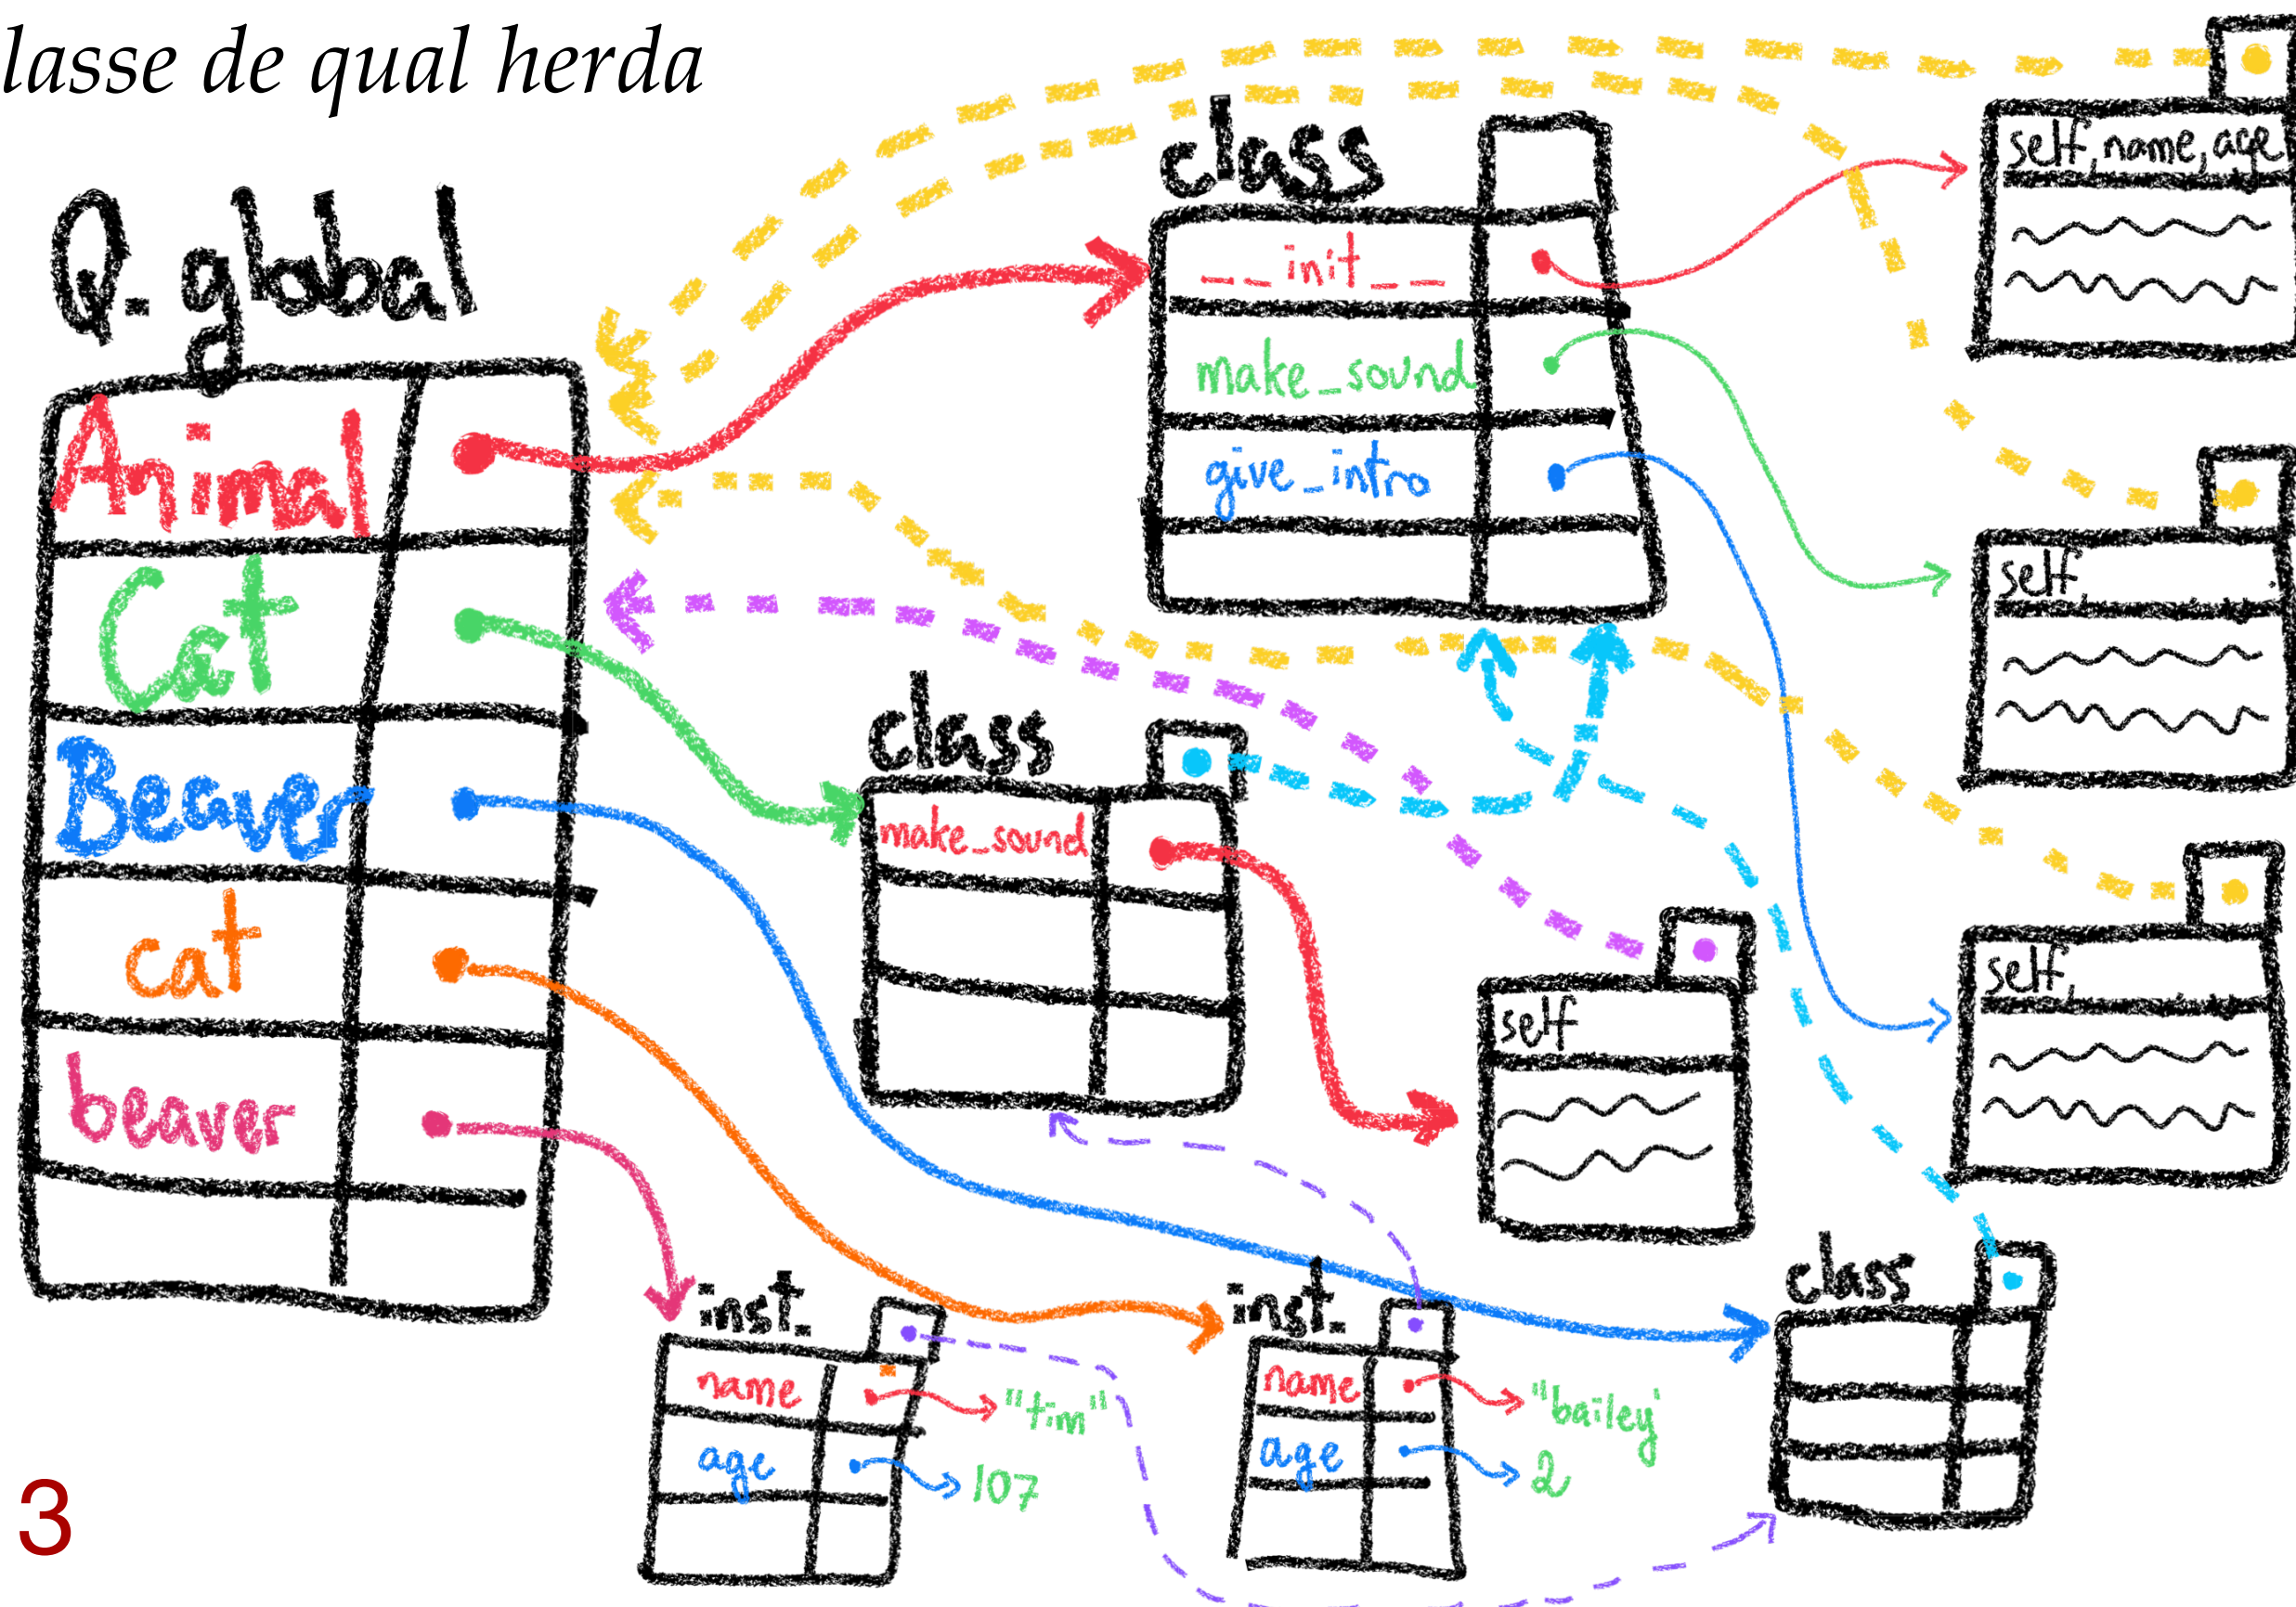 lasse de qual herda
Q. global
Animal
Cat
Beaver
cat
beaver
class
__init__
make_sound
give_intro
self, name, age
self,
self,
class
make_sound
self
class
inst.
name
"tim"
age
107
inst.
name
"bailey'
age
2
3